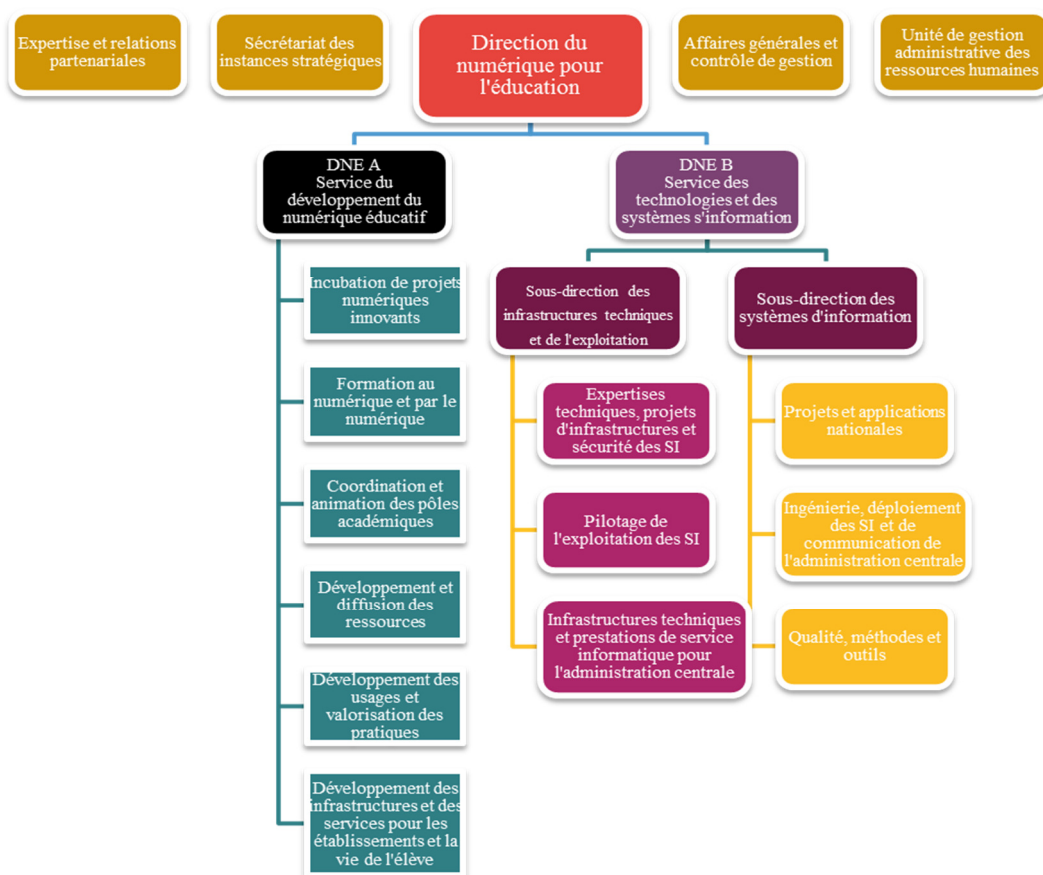 Expertise et relations
partenariales
Sécrétariat des
instances stratégiques
Direction du
numérique pour
l'éducation
Affaires générales et
contrôle de gestion
Unité de gestion
administrative des
ressources humaines
DNE A
Service du
développement du
numérique éducatif
DNE B
Service des
technologies et des
systèmes s'information
Incubation de projets
numériques
innovants
Formation au
numérique et par le
numérique
Coordination et
animation des pôles
académiques
Développement et
diffusion des
ressources
Développement des
usages et
valorisation des
pratiques
Développement des
infrastructures et des
services pour les
établissements et la
vie de l'élève
Sous-direction des
infrastructures techniques
et de l'exploitation
Expertises
techniques, projets
d'infrastructures et
sécurité des SI
Pilotage de
l'exploitation des SI
Infrastructures techniques
et prestations de service
informatique pour
l'administration centrale
Sous-direction des
systèmes d'information
Projets et applications
nationales
Ingénierie, déploiement
des SI et de
communication de
l'administration centrale
Qualité, méthodes et
outils